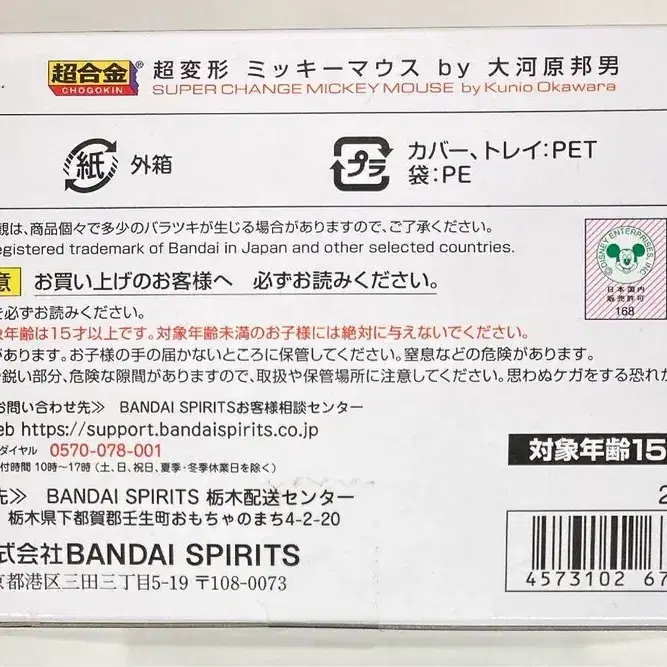 超合金® 超変形 ミッキーマウス by 大河原邦男
CHOGOKIN SUPER CHANGE MICKEY MOUSE by Kunio Okawara
紙 外箱
プラ カバー、トレイ:PET
袋:PE
観は、商品個々で多少のバラツキが生じる場合がありますので、ご了承ください。
egistered trademark of Bandai in Japan and other selected countries.
意 お買い上げのお客様へ 必ずお読みください。
を必ずお読みください。
象年齢は15才以上です。対象年齢未満のお子様には絶対に与えないでください。
があります。お子様の手の届かないところに保管してください。窒息などの危険があります。
鋭い部分、危険な隙間がありますので、取扱や保管場所に注意してください。思わぬケガをする恐れが
©DISNEY ENTERPRISES, INC
日本国内
販売許可
168
お問い合わせ先≫ BANDAI SPIRITSお客様相談センター
eb https://support.bandaispirits.co.jp
ダイヤル 0570-078-001
付時間 10時~17時 (土、日、祝日、夏季・冬季休業日を除く)
対象年齢15
先≫ BANDAI SPIRITS 栃木配送センター
栃木県下都賀郡壬生町おもちゃのまち4-2-20
式会社BANDAI SPIRITS
京都港区三田三丁目5-19 〒108-0073
2
4573102 67